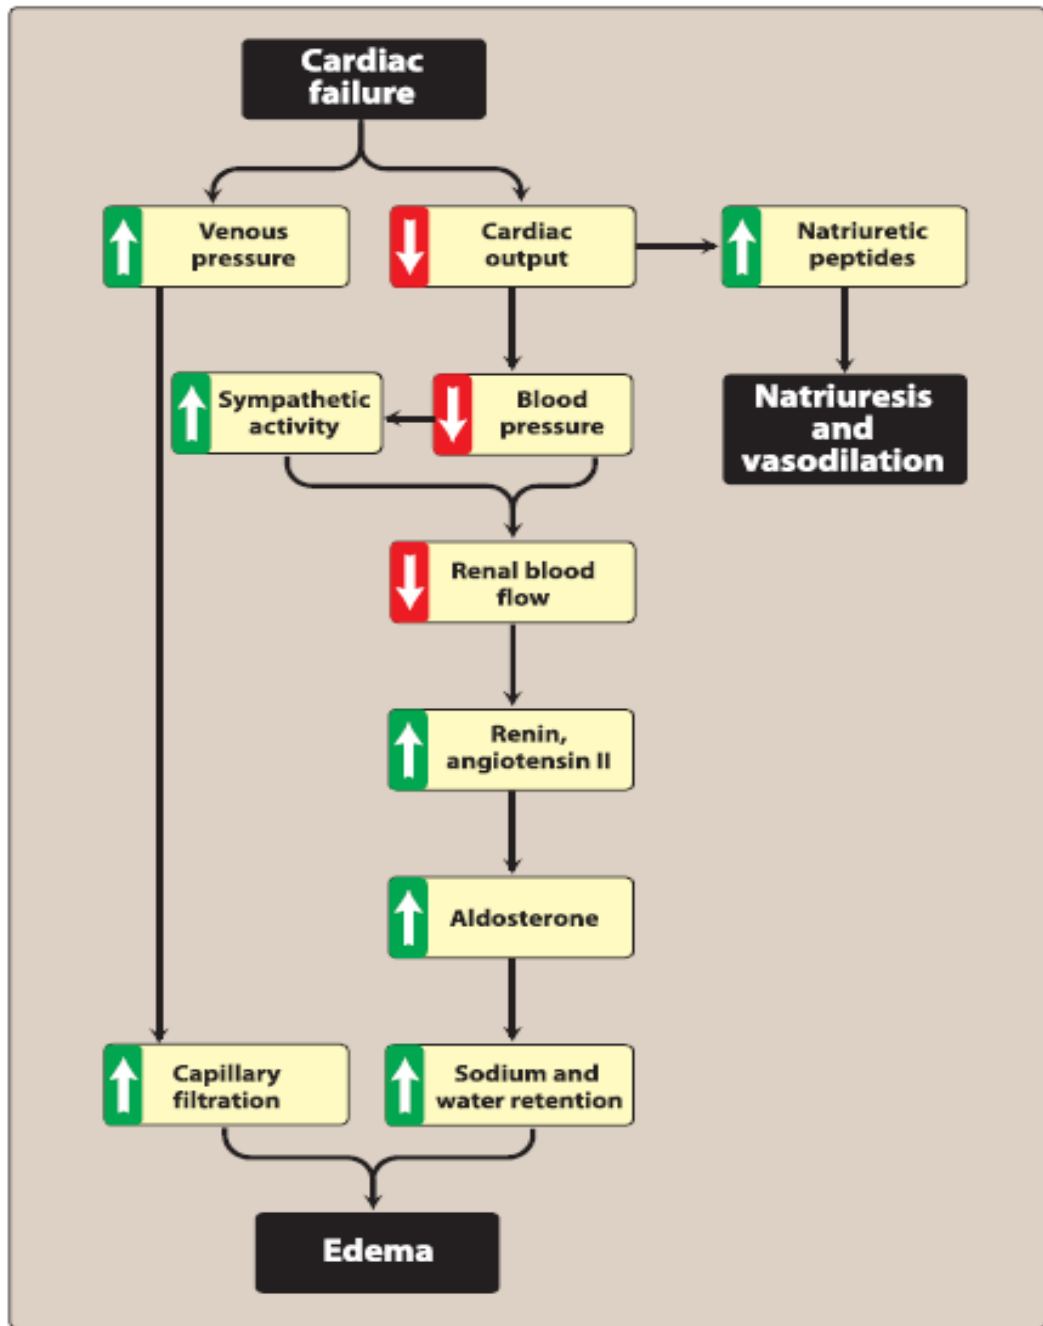 Cardiac
failure
Venous
pressure
Cardiac
output
Natriuretic
peptides
Sympathetic
activity
Blood
pressure
Natriuresis
and
vasodilation
Renal blood
flow
Renin,
angiotensin II
Aldosterone
Capillary
filtration
Sodium and
water retention
Edema